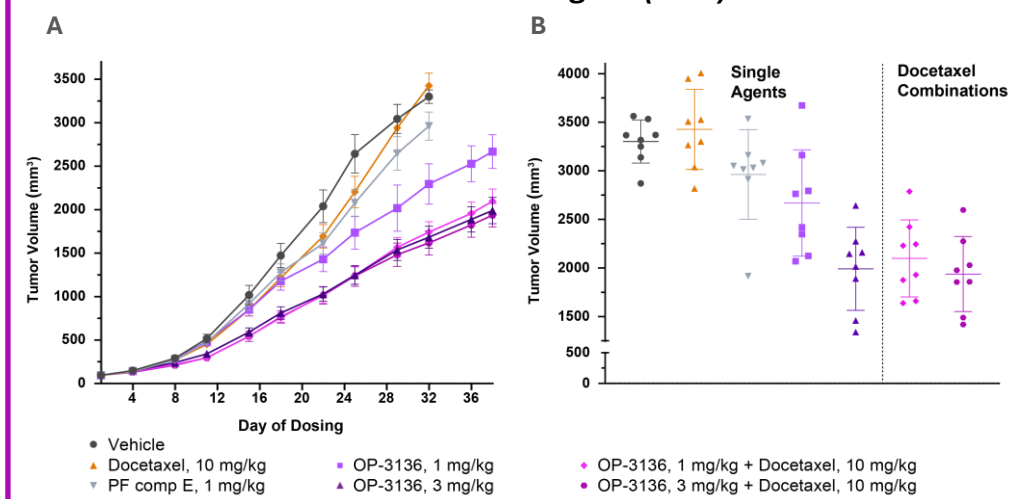 A
B
3500
3000
2500
2000
1500
1000
500
0
4 8 12 16 20 24 28 32 36
Tumor Volume (mm³)
Day of Dosing
4000
3500
3000
2500
2000
1500
500
0
Tumor Volume (mm³)
Single
Agents
Docetaxel
Combinations
Vehicle
Docetaxel, 10 mg/kg
PF comp E, 1 mg/kg
OP-3136, 1 mg/kg
OP-3136, 3 mg/kg
OP-3136, 1 mg/kg + Docetaxel, 10 mg/kg
OP-3136, 3 mg/kg + Docetaxel, 10 mg/kg